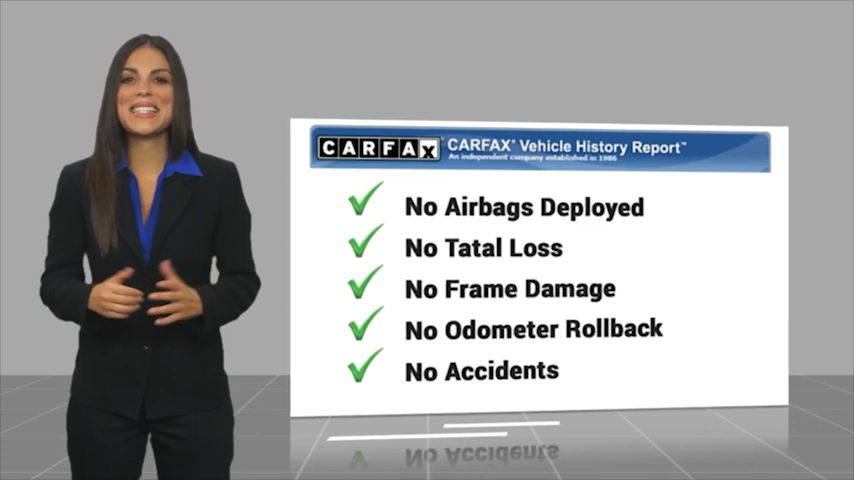 CARFAX CARFAX® Vehicle History Report™
An independent company established in 1986
No Airbags Deployed
No Tatal Loss
No Frame Damage
No Odometer Rollback
No Accidents
No Accidents